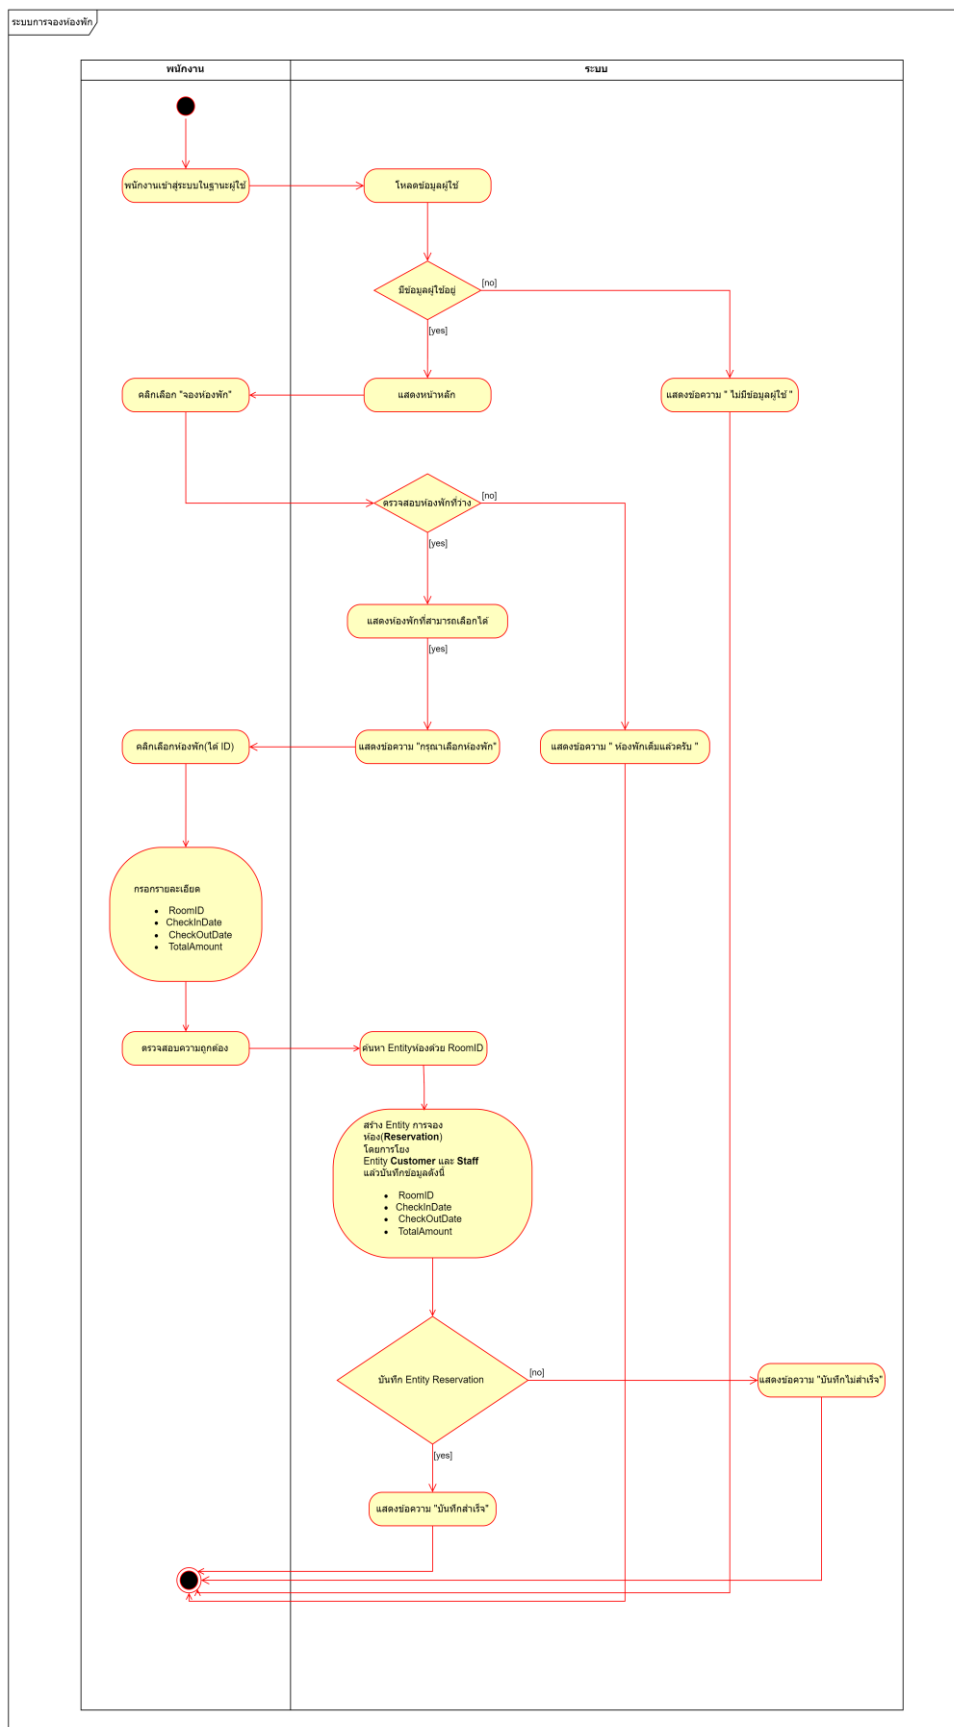 ระบบการจองห้องพัก
พนักงาน
ระบบ
พนักงานเข้าสู่ระบบในฐานะผู้ใช้
โหลดข้อมูลผู้ใช้
มีข้อมูลผู้ใช้อยู่
[no]
[yes]
คลิกเลือก "จองห้องพัก"
แสดงหน้าหลัก
แสดงข้อความ " ไม่มีข้อมูลผู้ใช้ "
ตรวจสอบห้องพักที่ว่าง
[no]
[yes]
แสดงห้องพักที่สามารถเลือกได้
[yes]
คลิกเลือกห้องพัก(ได้ ID)
แสดงข้อความ "กรุณาเลือกห้องพัก"
แสดงข้อความ " ห้องพักเต็มแล้วครับ "
กรอกรายละเอียด
• RoomID
• CheckInDate
• CheckOutDate
• TotalAmount
ตรวจสอบความถูกต้อง
ค้นหา Entityห้องด้วย RoomID
สร้าง Entity การจอง
ห้อง(Reservation)
โดยการโยง
Entity Customer และ Staff
แล้วบันทึกข้อมูลดังนี้
• RoomID
• CheckInDate
• CheckOutDate
• TotalAmount
บันทึก Entity Reservation
[no]
แสดงข้อความ "บันทึกไม่สำเร็จ"
[yes]
แสดงข้อความ "บันทึกสำเร็จ"